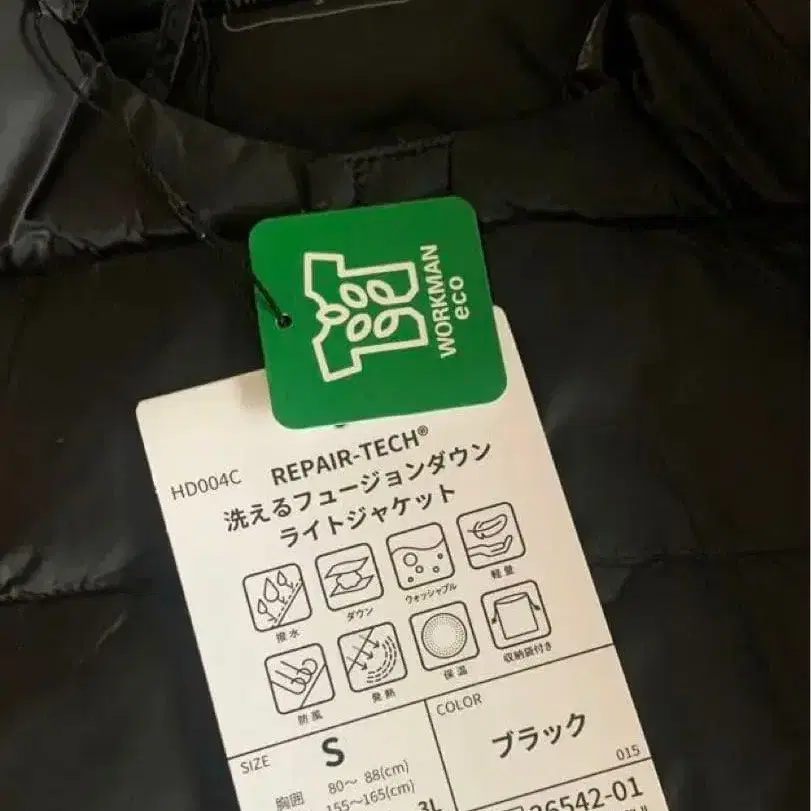 WORKMAN
eco
HD004C
REPAIR-TECH®
洗えるフュージョンダウン
ライトジャケット
撥水
ダウン
ウォッシャブル
軽量
防風
発熱
保温
収納袋付き
SIZE
S
胸囲
80〜 88(cm)
155〜165(cm)
3L
COLOR
ブラック
015
26542-01